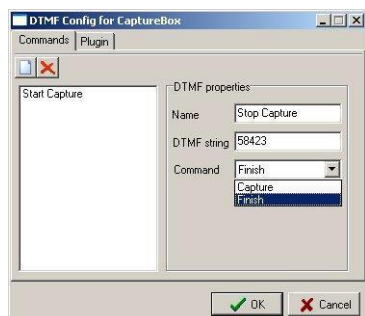 DTMF Config for CaptureBox
Commands Plugin
Start Capture
DTMF properties
Name Stop Capture
DTMF string 58423
Command Finish
Capture
Finish
OK Cancel